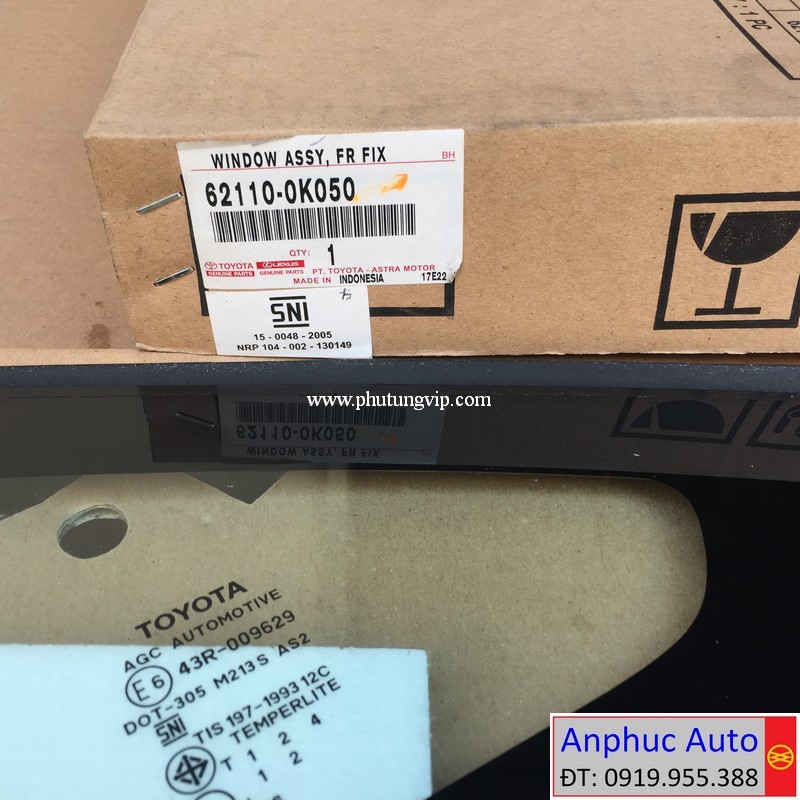 : 1 PC
WINDOW ASSY, FR FIX BH
62110-0K050
QTY: 1
TOYOTA LEXUS
GENUINE PARTS GENUINE PARTS PT. TOYOTA - ASTRA MOTOR
MADE IN INDONESIA 17E22
SNI
15 - 0048 - 2005
NRP 104 - 002 - 130149
www.phutungvip.com
62110-0K050
WINDOW ASSY, FR FIX
TOYOTA
AGC AUTOMOTIVE
E6 43R-009629
DOT-305 M213S AS2
SNI TIS 197-1993 12C
TEMPERLITE
T 1 2 4
1 2
Anphuc Auto
ĐT: 0919.955.388